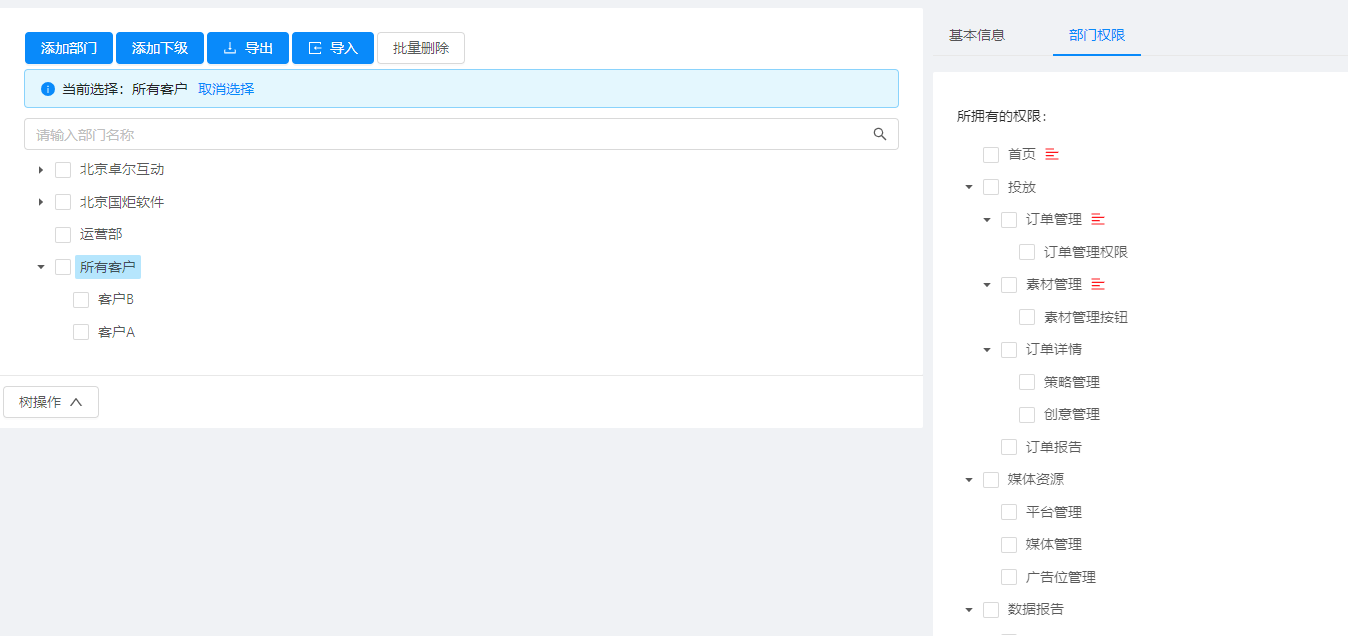 添加部门 添加下级 导出 导入 批量删除
当前选择：所有客户 取消选择
请输入部门名称
北京卓尔互动
北京国炬软件
运营部
所有客户
客户B
客户A
树操作
基本信息 部门权限
所拥有的权限:
首页
投放
订单管理
订单管理权限
素材管理
素材管理按钮
订单详情
策略管理
创意管理
订单报告
媒体资源
平台管理
媒体管理
广告位管理
数据报告